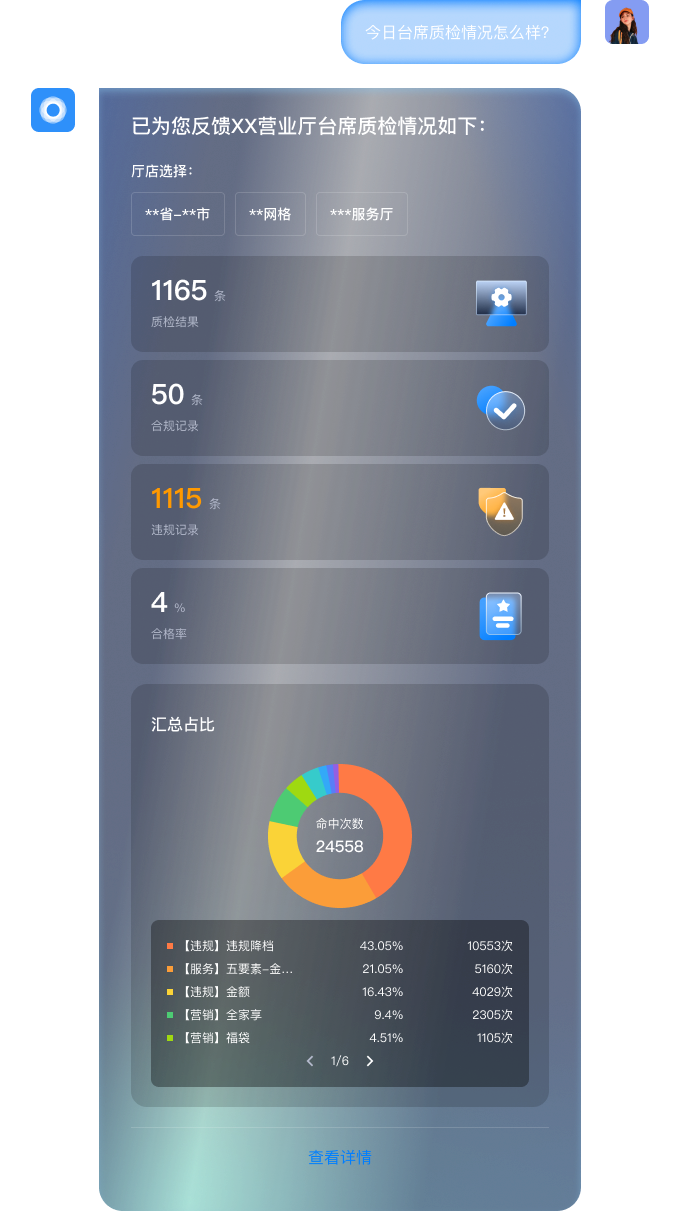 今日台席质检情况怎么样?
已为您反馈XX营业厅台席质检情况如下:
厅店选择:
**省-**市 **网格 ***服务厅
1165 条
质检结果
50 条
合规记录
1115 条
违规记录
4 %
合格率
汇总占比
命中次数
24558
【违规】违规降档 43.05% 10553次
【服务】五要素-金... 21.05% 5160次
【违规】金额 16.43% 4029次
【营销】全家享 9.4% 2305次
【营销】福袋 4.51% 1105次
1/6
查看详情